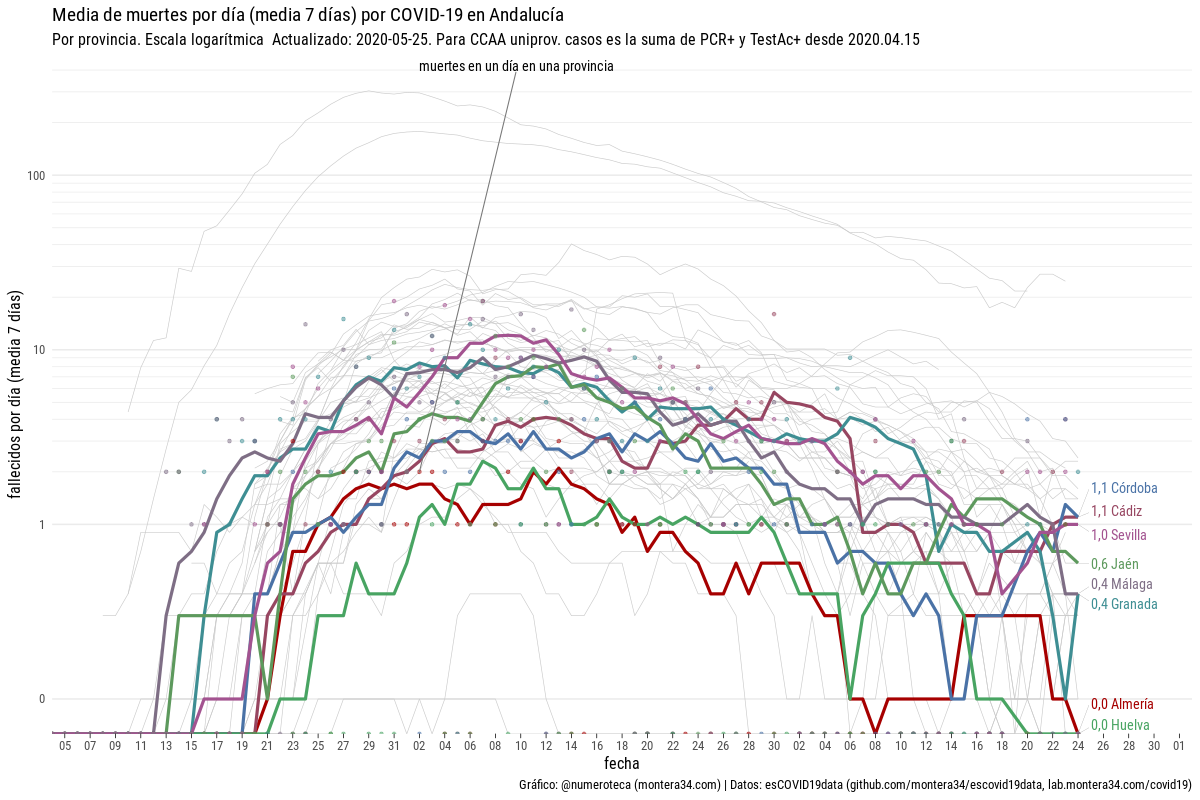 Media de muertes por día (media 7 días) por COVID-19 en Andalucía
Por provincia. Escala logarítmica  Actualizado: 2020-05-25. Para CCAA uniprov. casos es la suma de PCR+ y TestAc+ desde 2020.04.15
muertes en un día en una provincia
fallecidos por día (media  7 días)
100
10
1
0
1,1 Córdoba
1,1 Cádiz
1,0 Sevilla
0,6 Jaén
0,4 Málaga
0,4 Granada
0,0 Almería
0,0 Huelva
05 07 09 11 13 15 17 19 21 23 25 27 29 31 02 04 06 08 10 12 14 16 18 20 22 24 26 28 30 02 04 06 08 10 12 14 16 18 20 22 24 26 28 30 01
fecha
Gráfico: @numeroteca (montera34.com) | Datos: esCOVID19data (github.com/montera34/escovid19data, lab.montera34.com/covid19)